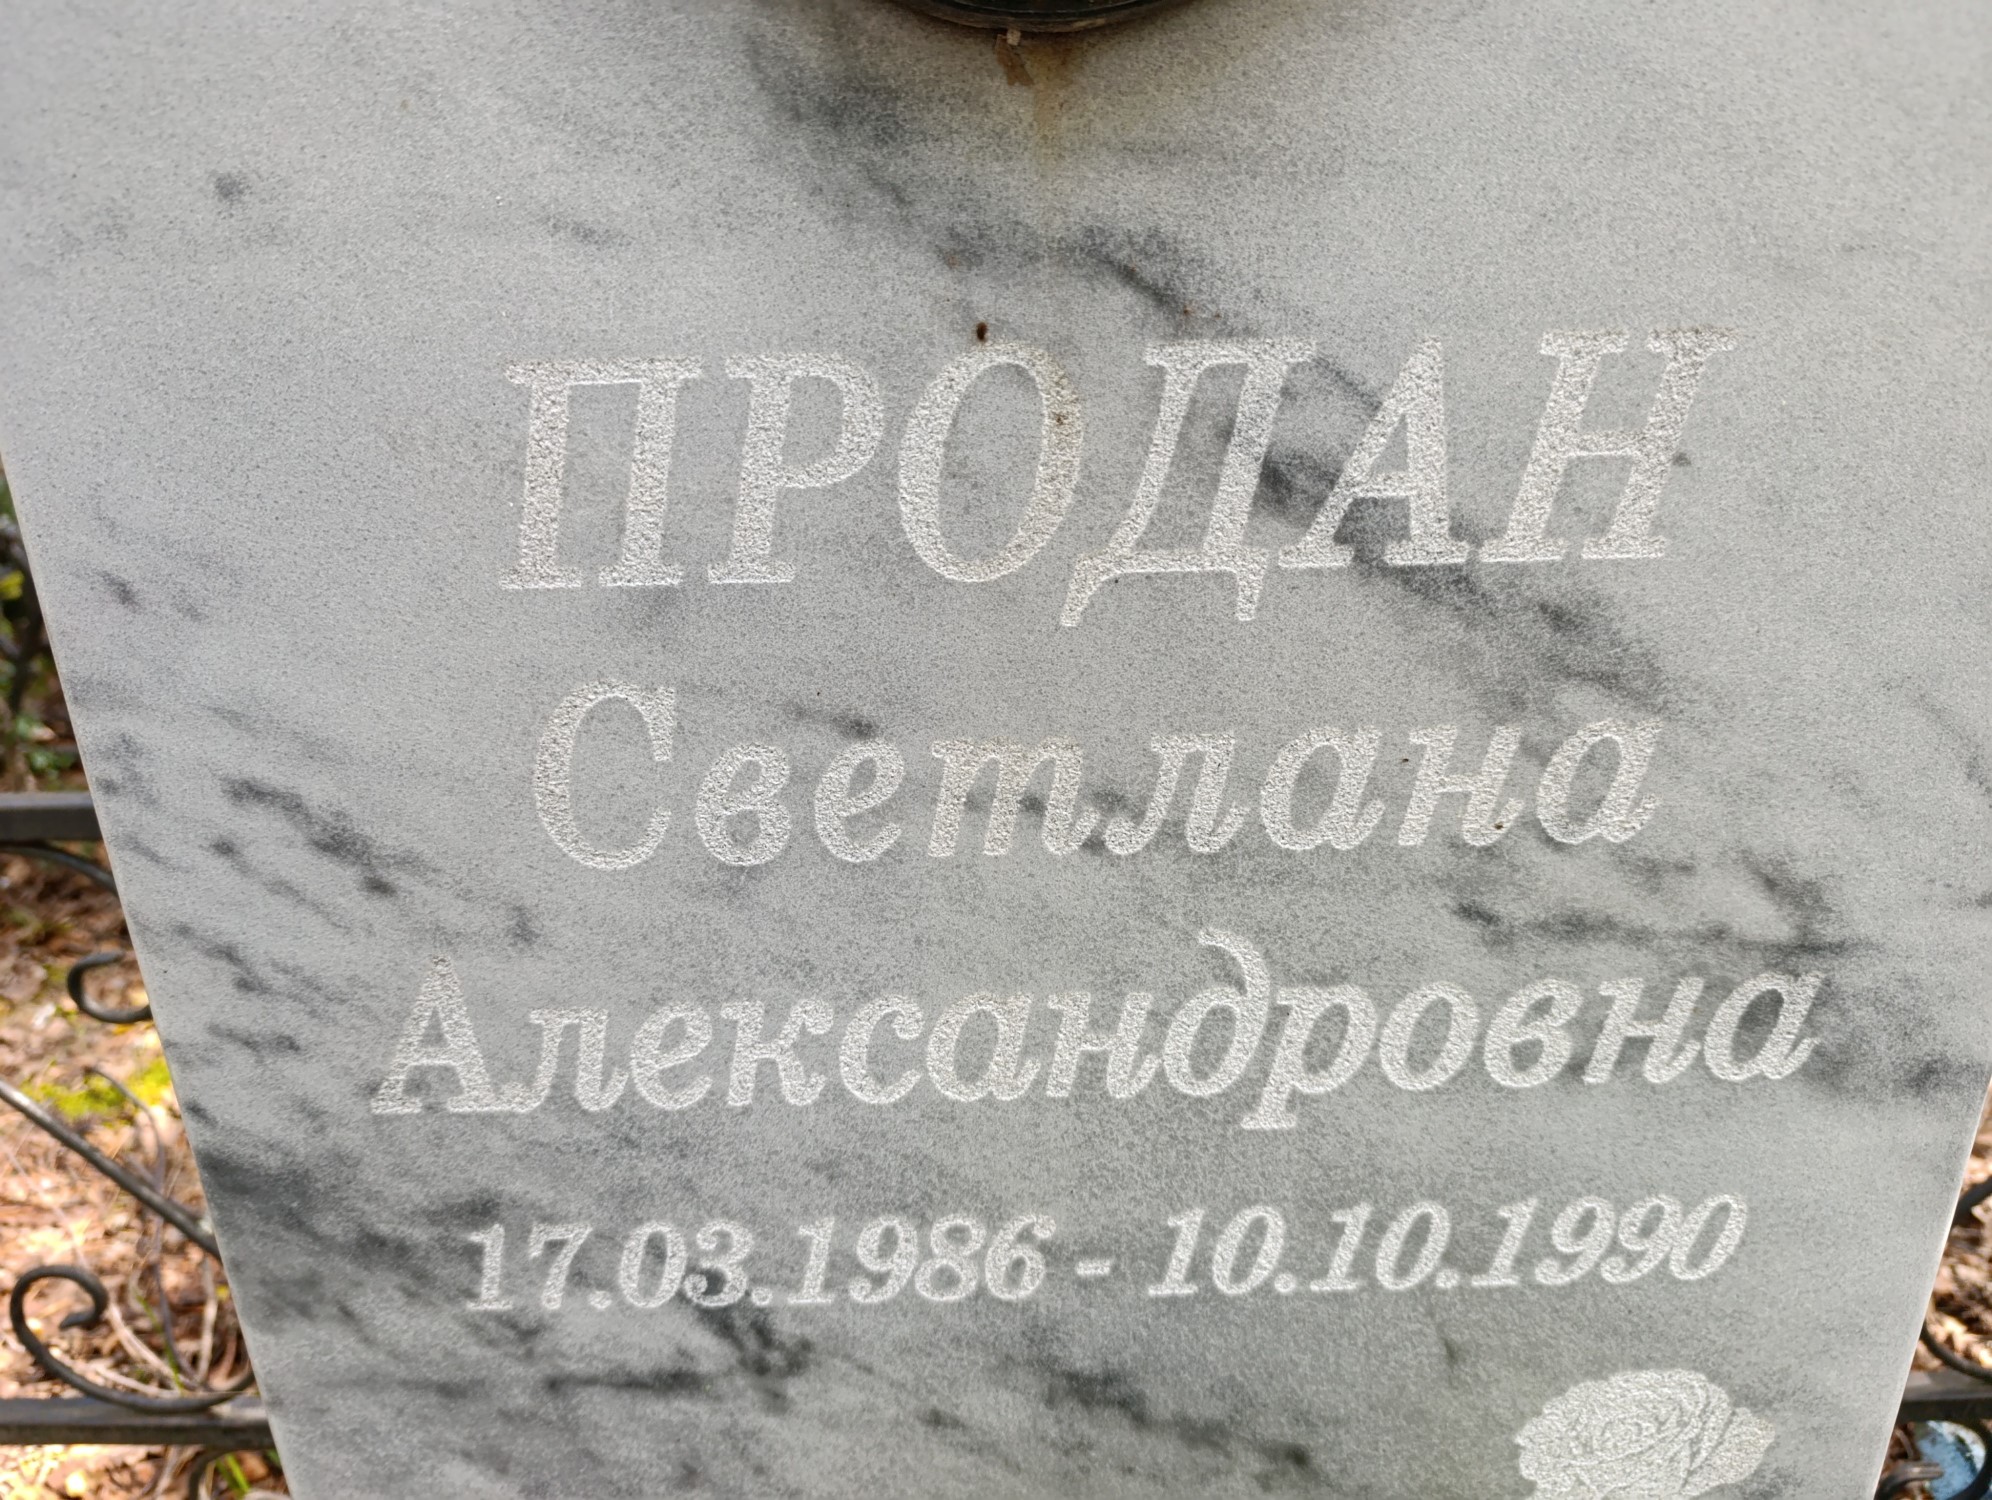 ПРОДАН
Светлана
Александровна
17.03.1986 - 10.10.1990